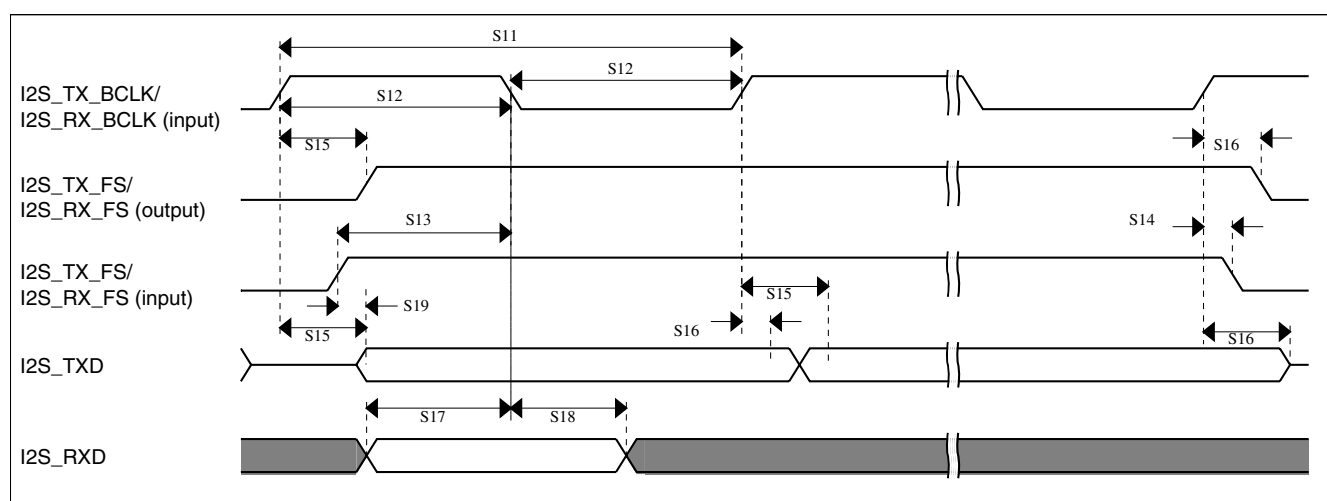 S11
S12
I2S_TX_BCLK/
I2S_RX_BCLK (input)
S12
S15
S16
I2S_TX_FS/
I2S_RX_FS (output)
S13
S14
I2S_TX_FS/
I2S_RX_FS (input)
S15
S19
S15
S16
S16
I2S_TXD
S17
S18
I2S_RXD